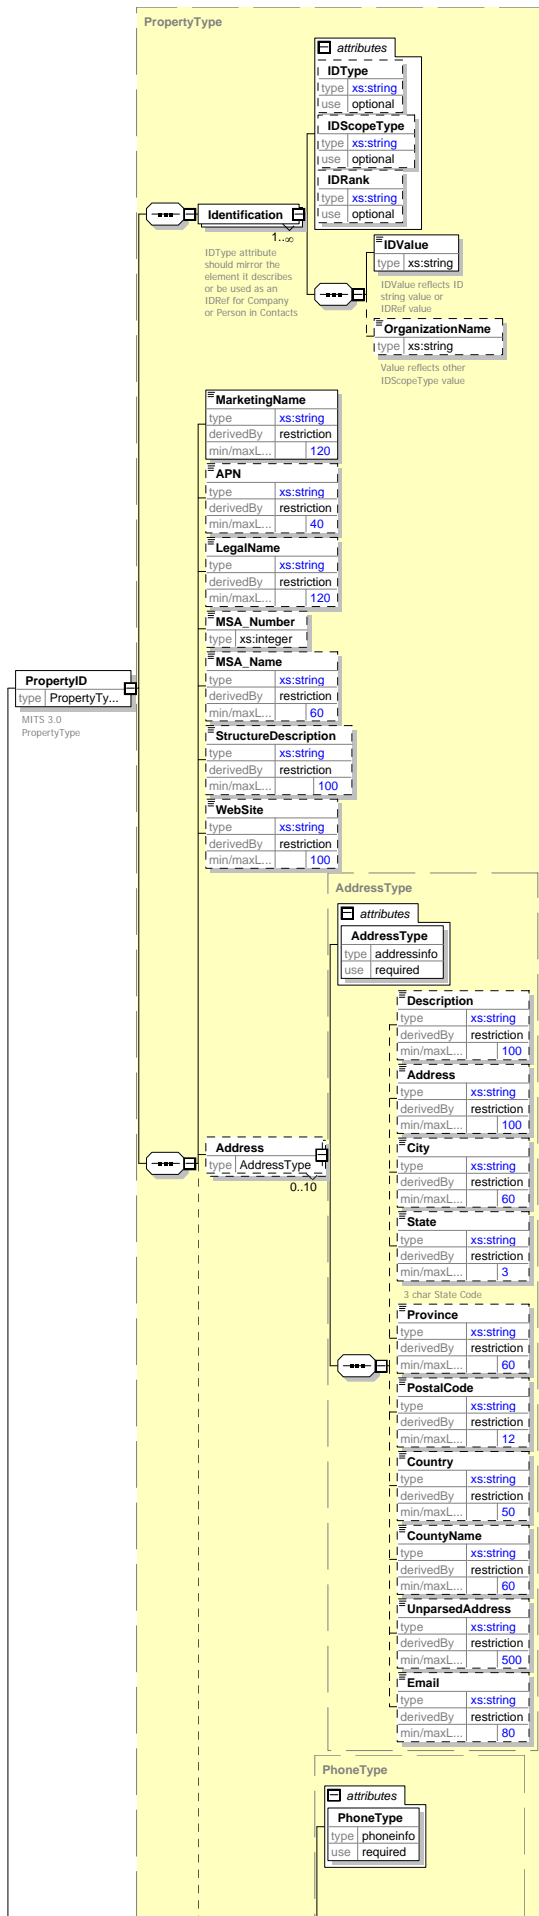 PropertyType
attributes
IDType
type xs:string
use optional
IDScopeType
type xs:string
use optional
IDRank
type xs:string
use optional
Identification
1..∞
IDType attribute
should mirror the
element it describes
or be used as an
IDRef for Company
or Person in Contacts
IDValue
type xs:string
IDValue reflects ID
string value or
IDRef value
OrganizationName
type xs:string
Value reflects other
IDScopeType value
MarketingName
type xs:string
derivedBy restriction
min/maxL... 120
APN
type xs:string
derivedBy restriction
min/maxL... 40
LegalName
type xs:string
derivedBy restriction
min/maxL... 120
MSA_Number
type xs:integer
MSA_Name
type xs:string
derivedBy restriction
min/maxL... 60
PropertyID
type PropertyTy...
MITS 3.0
PropertyType
StructureDescription
type xs:string
derivedBy restriction
min/maxL... 100
WebSite
type xs:string
derivedBy restriction
min/maxL... 100
AddressType
attributes
AddressType
type addressinfo
use required
Description
type xs:string
derivedBy restriction
min/maxL... 100
Address
type xs:string
derivedBy restriction
min/maxL... 100
City
type xs:string
derivedBy restriction
min/maxL... 60
Address
type AddressType
0..10
State
type xs:string
derivedBy restriction
min/maxL... 3
3 char State Code
Province
type xs:string
derivedBy restriction
min/maxL... 60
PostalCode
type xs:string
derivedBy restriction
min/maxL... 12
Country
type xs:string
derivedBy restriction
min/maxL... 50
CountyName
type xs:string
derivedBy restriction
min/maxL... 60
UnparsedAddress
type xs:string
derivedBy restriction
min/maxL... 500
Email
type xs:string
derivedBy restriction
min/maxL... 80
PhoneType
attributes
PhoneType
type phoneinfo
use required